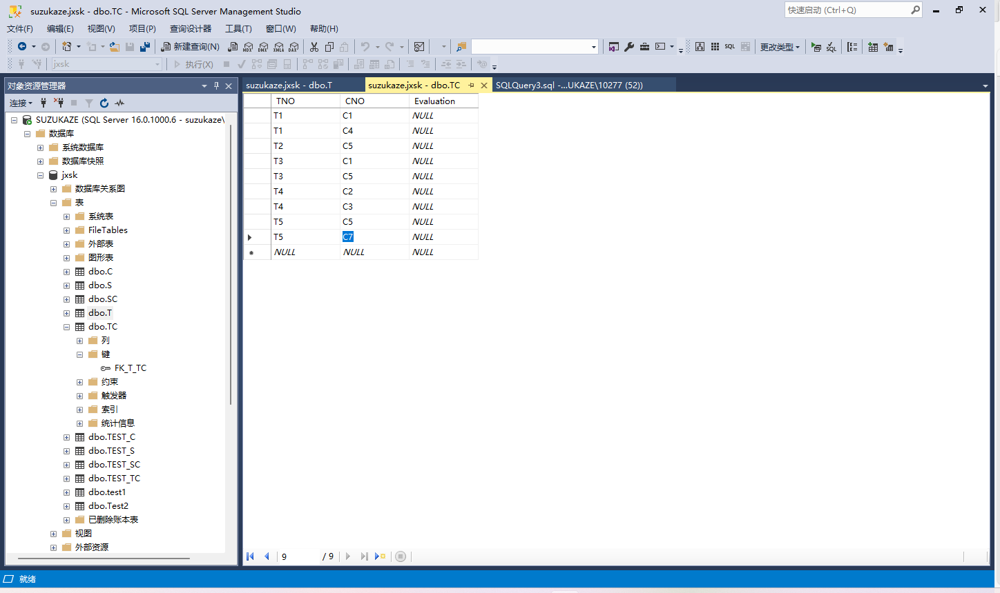 suzukaze.jxsk - dbo.TC - Microsoft SQL Server Management Studio
快速启动 (Ctrl+Q)
文件(F) 编辑(E) 视图(V) 项目(P) 查询设计器 工具(T) 窗口(W) 帮助(H)
新建查询(N) MDX DMX XMLA DAX SQL 更改类型 SQL
jxsk 执行(X)
对象资源管理器
连接
SUZUKAZE (SQL Server 16.0.1000.6 - suzukaze\
数据库
系统数据库
数据库快照
jxsk
数据库关系图
表
系统表
FileTables
外部表
图形表
dbo.C
dbo.S
dbo.SC
dbo.T
dbo.TC
列
键
FK_T_TC
约束
触发器
索引
统计信息
dbo.TEST_C
dbo.TEST_S
dbo.TEST_SC
dbo.TEST_TC
dbo.test1
dbo.Test2
已删除账本表
视图
外部资源
suzukaze.jxsk - dbo.T suzukaze.jxsk - dbo.TC SQLQuery3.sql -...UKAZE\10277 (52))
TNO CNO Evaluation
T1 C1 NULL
T1 C4 NULL
T2 C5 NULL
T3 C1 NULL
T3 C5 NULL
T4 C2 NULL
T4 C3 NULL
T5 C5 NULL
T5 C7 NULL
NULL NULL NULL
9 / 9
就绪